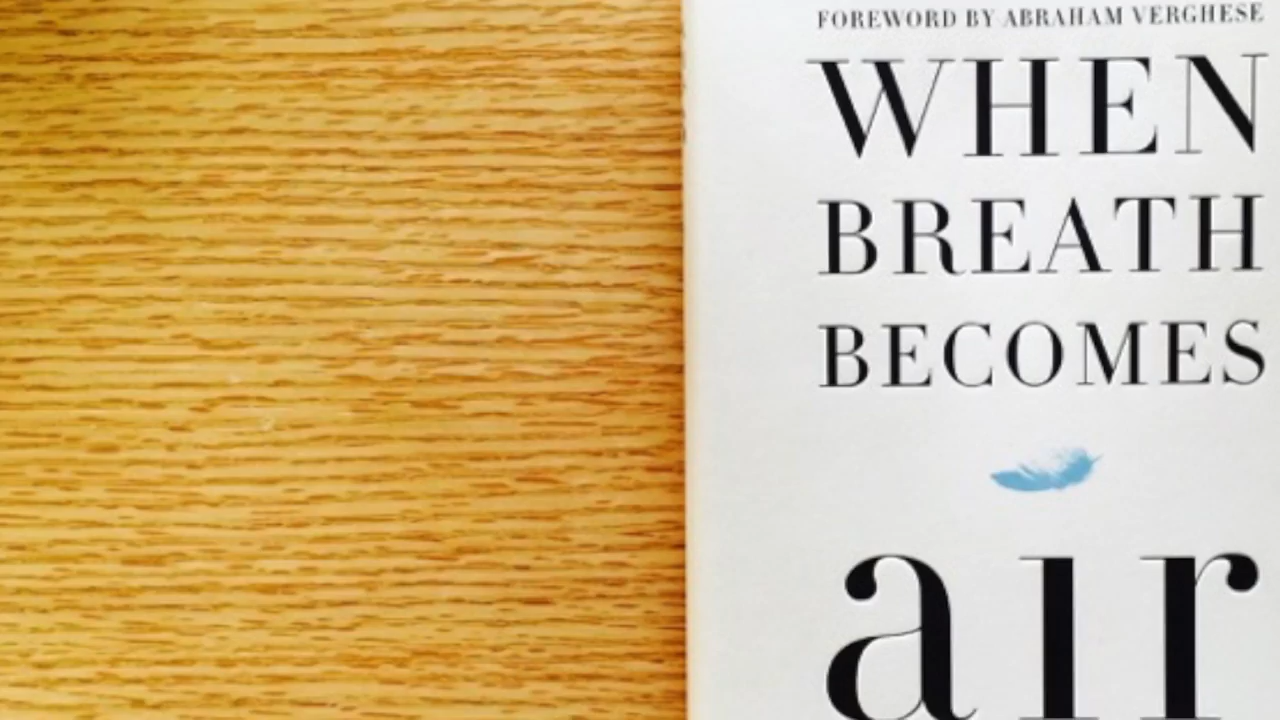 FOREWORD BY ABRAHAM VERGHESE
WHEN
BREATH
BECOMES
air